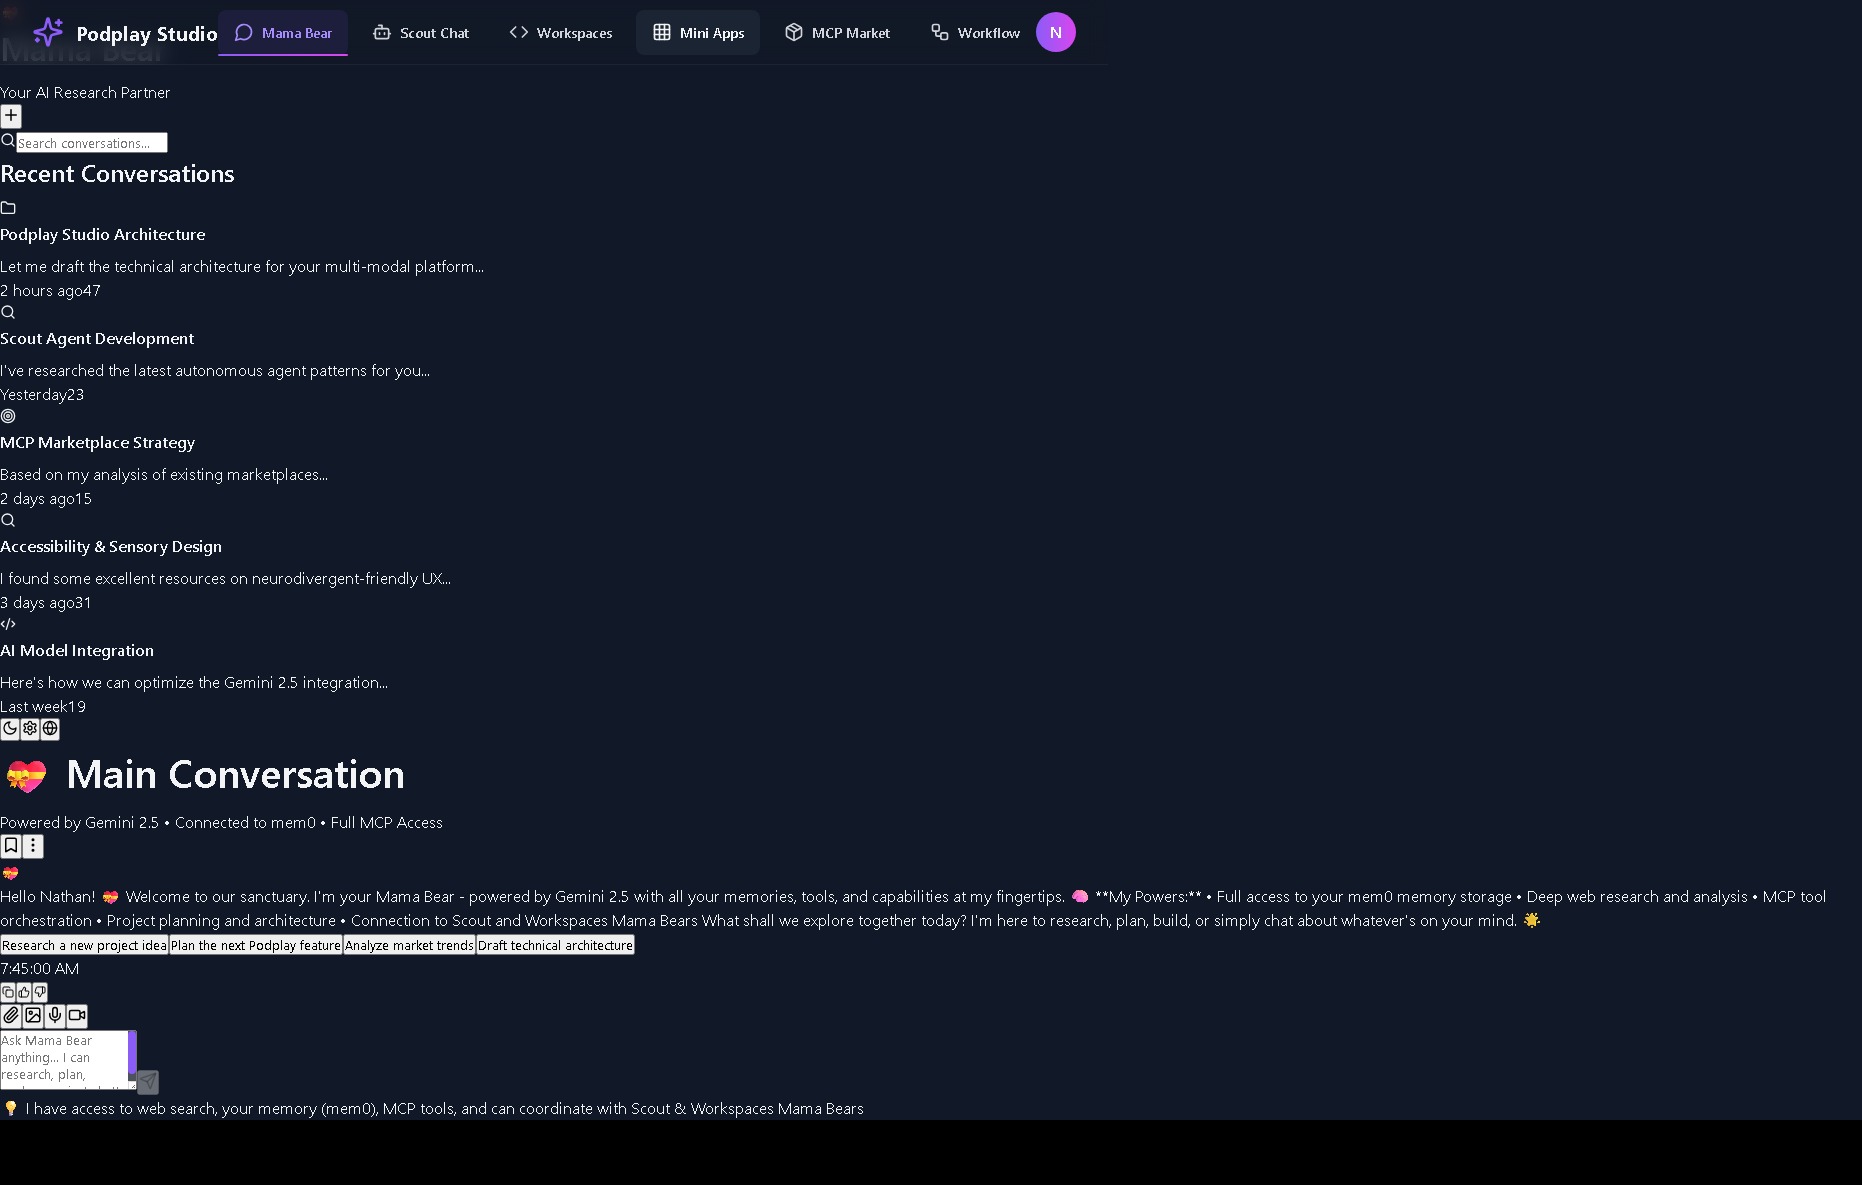 Podplay Studio
Mama Bear
Scout Chat
Workspaces
Mini Apps
MCP Market
Workflow
N
Mama Bear
Your AI Research Partner
Search conversations...
Recent Conversations
Podplay Studio Architecture
Let me draft the technical architecture for your multi-modal platform...
2 hours ago47
Scout Agent Development
I've researched the latest autonomous agent patterns for you...
Yesterday23
MCP Marketplace Strategy
Based on my analysis of existing marketplaces...
2 days ago15
Accessibility & Sensory Design
I found some excellent resources on neurodivergent-friendly UX...
3 days ago31
AI Model Integration
Here's how we can optimize the Gemini 2.5 integration...
Last week19
💝 Main Conversation
Powered by Gemini 2.5 • Connected to mem0 • Full MCP Access
💝
Hello Nathan! 💝 Welcome to our sanctuary. I'm your Mama Bear - powered by Gemini 2.5 with all your memories, tools, and capabilities at my fingertips. 🧠 **My Powers:** • Full access to your mem0 memory storage • Deep web research and analysis • MCP tool
orchestration • Project planning and architecture • Connection to Scout and Workspaces Mama Bears What shall we explore together today? I'm here to research, plan, build, or simply chat about whatever's on your mind. 🌟
Research a new project idea
Plan the next Podplay feature
Analyze market trends
Draft technical architecture
7:45:00 AM
Ask Mama Bear
anything... I can
research, plan,
💡 I have access to web search, your memory (mem0), MCP tools, and can coordinate with Scout & Workspaces Mama Bears